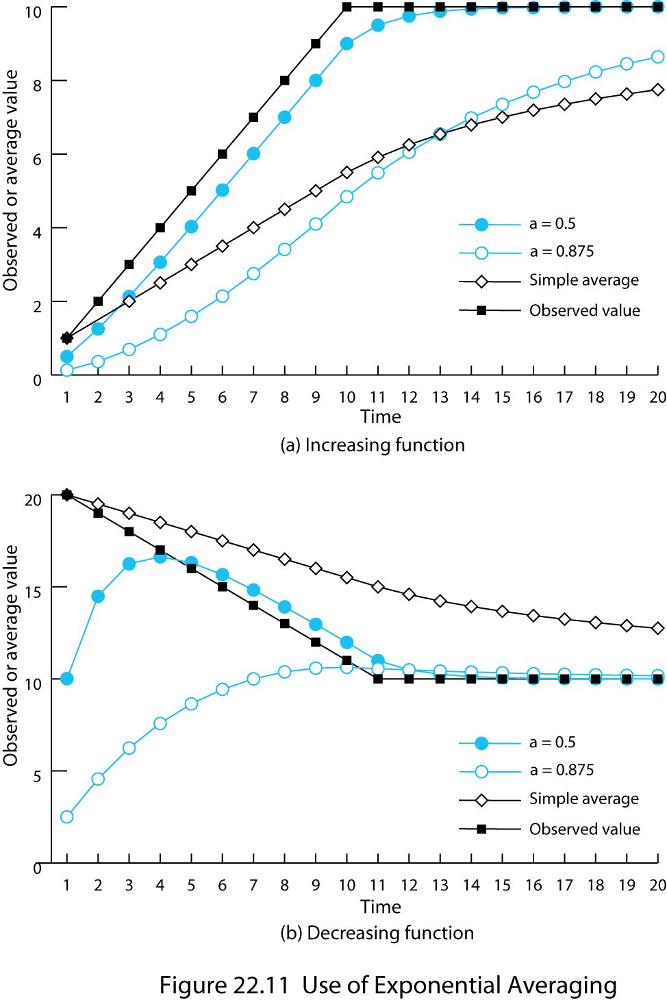 Observed or average value
10
8
6
4
2
0
a = 0.5
a = 0.875
Simple average
Observed value
1 2 3 4 5 6 7 8 9 10 11 12 13 14 15 16 17 18 19 20
Time
(a) Increasing function
Observed or average value
20
15
10
5
0
a = 0.5
a = 0.875
Simple average
Observed value
1 2 3 4 5 6 7 8 9 10 11 12 13 14 15 16 17 18 19 20
Time
(b) Decreasing function
Figure 22.11 Use of Exponential Averaging